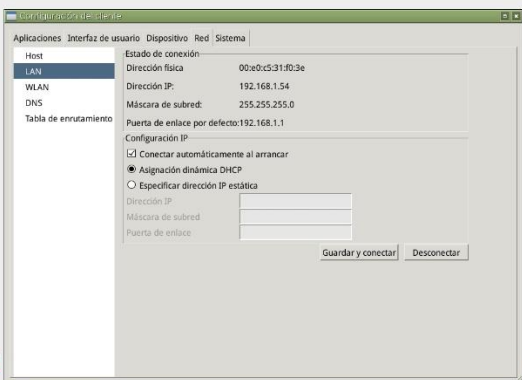 Configuración del cliente
Aplicaciones Interfaz de usuario Dispositivo Red Sistema
Host
LAN
WLAN
DNS
Tabla de enrutamiento
Estado de conexión
Dirección física 00:e0:c5:31:f0:3e
Dirección IP: 192.168.1.54
Máscara de subred: 255.255.255.0
Puerta de enlace por defecto:192.168.1.1
Configuración IP
Conectar automáticamente al arrancar
Asignación dinámica DHCP
Especificar dirección IP estática
Dirección IP
Máscara de subred
Puerta de enlace
Guardar y conectar Desconectar